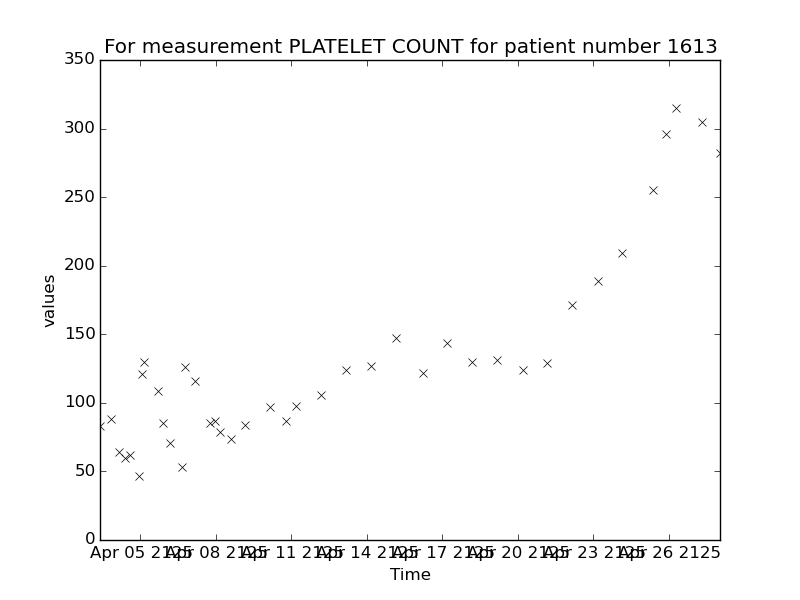 For measurement PLATELET COUNT for patient number 1613
350
300
250
200
150
100
50
0
values
Apr 05 2125 Apr 08 2125 Apr 11 2125 Apr 14 2125 Apr 17 2125 Apr 20 2125 Apr 23 2125 Apr 26 2125
Time